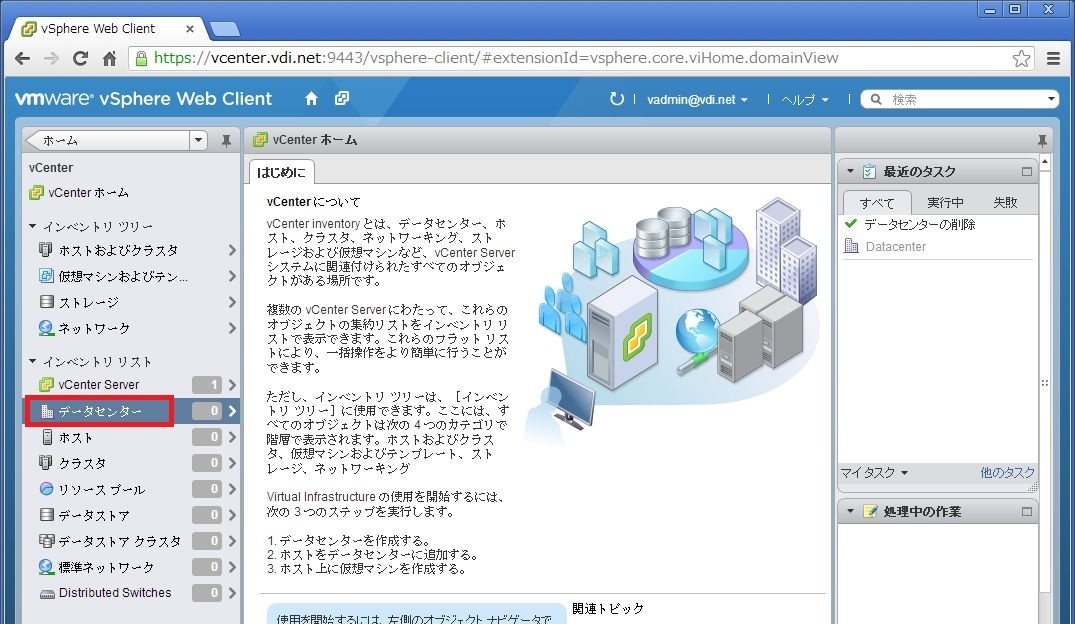 vSphere Web Client
https://vcenter.vdi.net:9443/vsphere-client/#extensionId=vsphere.core.viHome.domainView
vmware® vSphere Web Client
vadmin@vdi.net
ヘルプ
検索
ホーム
vCenter
vCenter ホーム
インベントリ ツリー
ホストおよびクラスタ
仮想マシンおよびテン...
ストレージ
ネットワーク
インベントリ リスト
vCenter Server 1
データセンター 0
ホスト 0
クラスタ 0
リソース プール 0
データストア 0
データストア クラスタ 0
標準ネットワーク 0
Distributed Switches 0
vCenter ホーム
はじめに
vCenter について
vCenter inventory とは、データセンター、ホ
スト、クラスタ、ネットワーキング、スト
レージおよび仮想マシンなど、vCenter Server
システムに関連付けられたすべてのオブジェ
クトがある場所です。
複数の vCenter Server にわたって、これらの
オブジェクトの集約リストをインベントリ リ
ストで表示できます。これらのフラット リス
トにより、一括操作をより簡単に行うことが
できます。
ただし、インベントリ ツリーは、［インベン
トリ ツリー］に使用できます。ここには、す
べてのオブジェクトは次の 4 つのカテゴリで
階層で表示されます。ホストおよびクラス
タ、仮想マシンおよびテンプレート、スト
レージ、ネットワーキング
Virtual Infrastructure の使用を開始するには、
次の 3 つのステップを実行します。
1. データセンターを作成する。
2. ホストをデータセンターに追加する。
3. ホスト上に仮想マシンを作成する。
使用を開始するには、左側のオブジェクト ナビゲータで
関連トピック
最近のタスク
すべて 実行中 失敗
データセンターの削除
Datacenter
マイ タスク 他のタスク
処理中の作業